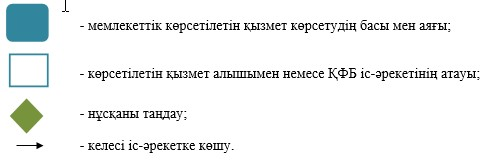 - мемлекеттік көрсетілетін қызмет көрсетудің басы мен аяғы;
- көрсетілетін қызмет алышымен немесе ҚФБ іс-әрекетінің атауы;
- нұсқаны таңдау;
- келесі іс-әрекетке көшу.